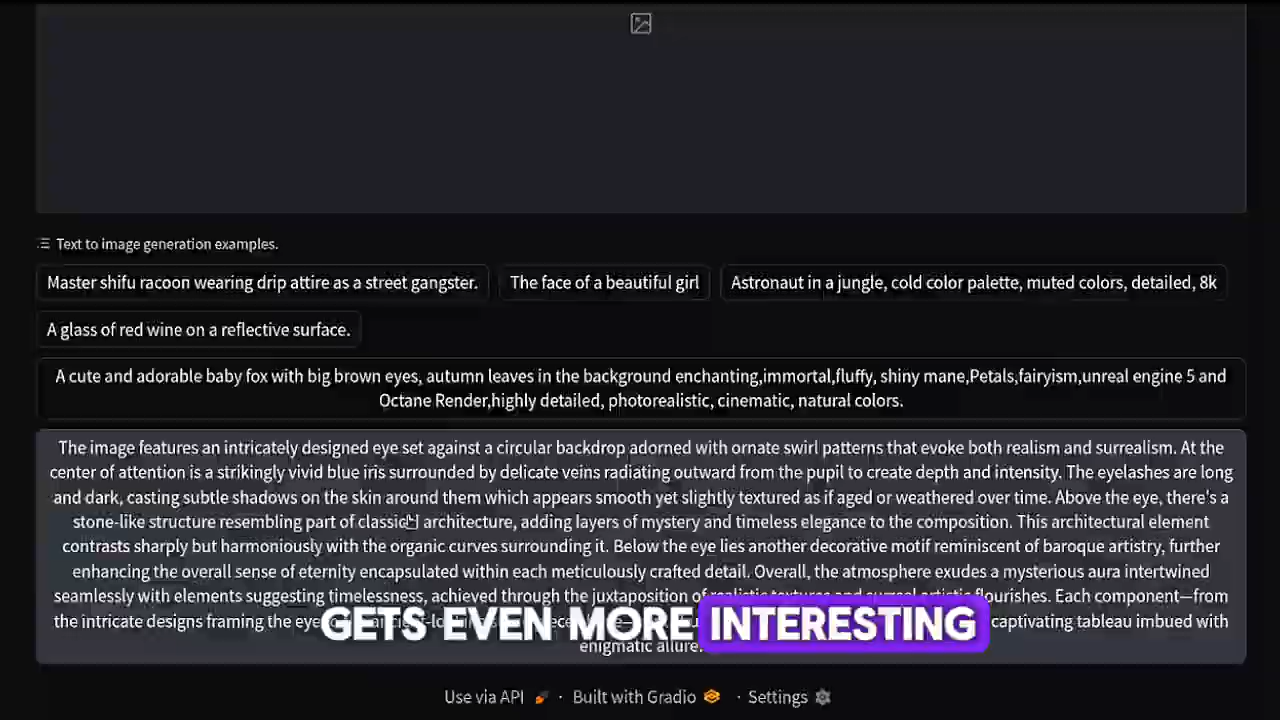 Text to image generation examples.
Master shifu racoon wearing drip attire as a street gangster.
The face of a beautiful girl
Astronaut in a jungle, cold color palette, muted colors, detailed, 8k
A glass of red wine on a reflective surface.
A cute and adorable baby fox with big brown eyes, autumn leaves in the background enchanting,immortal,fluffy, shiny mane,Petals,fairyism,unreal engine 5 and
Octane Render,highly detailed, photorealistic, cinematic, natural colors.
The image features an intricately designed eye set against a circular backdrop adorned with ornate swirl patterns that evoke both realism and surrealism. At the
center of attention is a strikingly vivid blue iris surrounded by delicate veins radiating outward from the pupil to create depth and intensity. The eyelashes are long
and dark, casting subtle shadows on the skin around them which appears smooth yet slightly textured as if aged or weathered over time. Above the eye, there's a
stone-like structure resembling part of classical architecture, adding layers of mystery and timeless elegance to the composition. This architectural element
contrasts sharply but harmoniously with the organic curves surrounding it. Below the eye lies another decorative motif reminiscent of baroque artistry, further
enhancing the overall sense of eternity encapsulated within each meticulously crafted detail. Overall, the atmosphere exudes a mysterious aura intertwined
seamlessly with elements suggesting timelessness, achieved through the juxtaposition of realistic textures and surreal artistic flourishes. Each component—from
the intricate designs framing the eye captivating tableau imbued with
enigmatic allure.
GETS EVEN MORE INTERESTING
Use via API · Built with Gradio · Settings